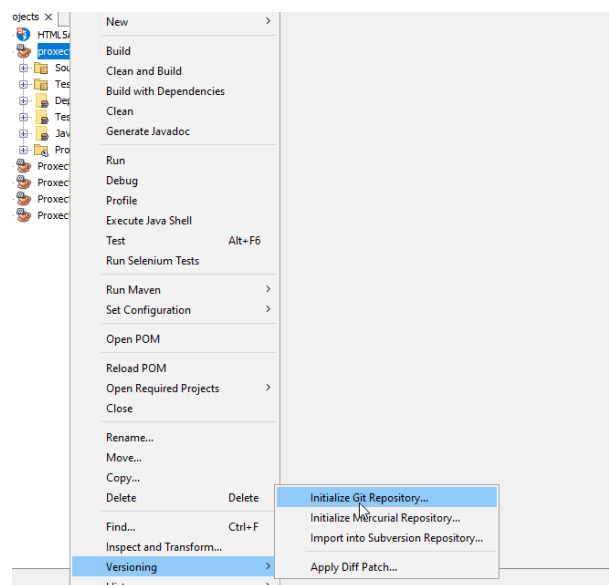 ojects
HTML5
proxec
Sou
Tes
Dep
Tes
Jav
Pro
Proxec
Proxec
Proxec
Proxec
New
Build
Clean and Build
Build with Dependencies
Clean
Generate Javadoc
Run
Debug
Profile
Execute Java Shell
Test Alt+F6
Run Selenium Tests
Run Maven
Set Configuration
Open POM
Reload POM
Open Required Projects
Close
Rename...
Move...
Copy...
Delete Delete
Find... Ctrl+F
Inspect and Transform...
Versioning
Initialize Git Repository...
Initialize Mercurial Repository...
Import into Subversion Repository...
Apply Diff Patch...